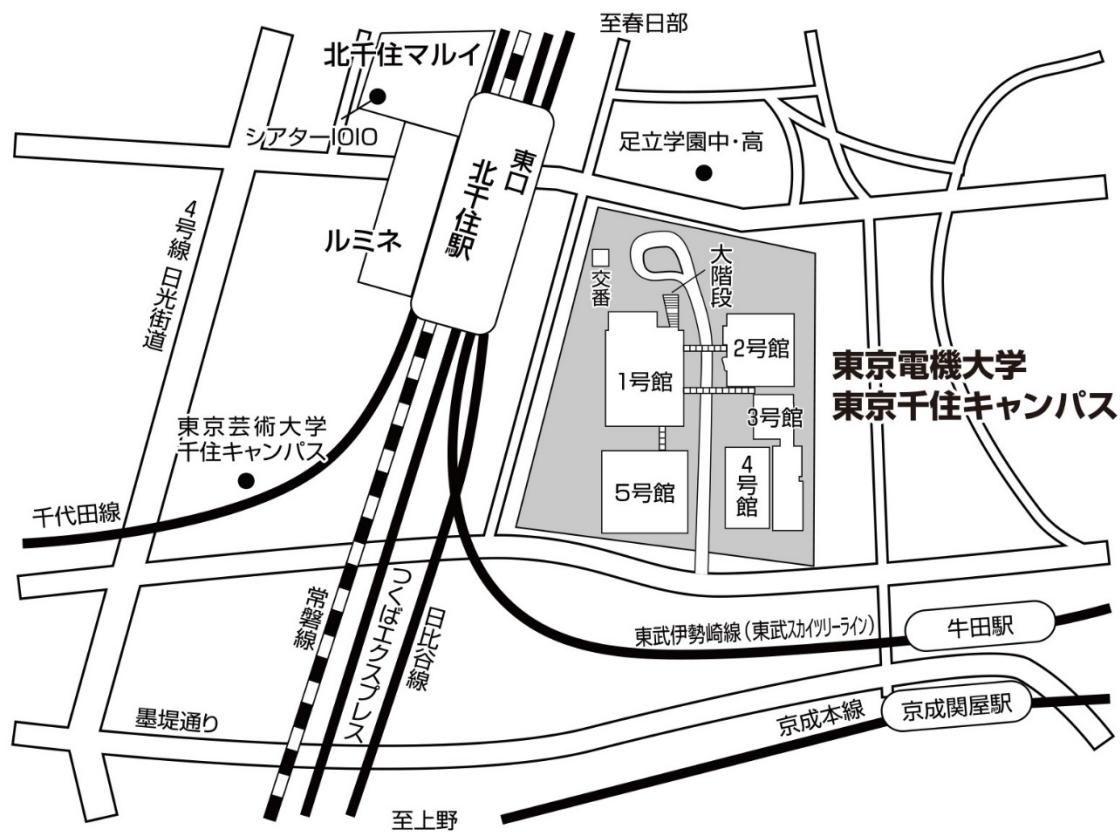 至春日部
北千住マルイ
シアター1010
足立学園中・高
東口
北千住駅
ルミネ
4号線 日光街道
交番
大階段
2号館
1号館
東京電機大学
東京千住キャンパス
3号館
4号館
5号館
東京芸術大学
千住キャンパス
千代田線
常磐線
つくばエクスプレス
日比谷線
東武伊勢崎線(東武スカイツリーライン)
牛田駅
墨堤通り
京成本線
京成関屋駅
至上野